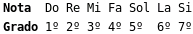 Nota Do Re Mi Fa Sol La Si
Grado 1º 2º 3º 4º 5º 6º 7º